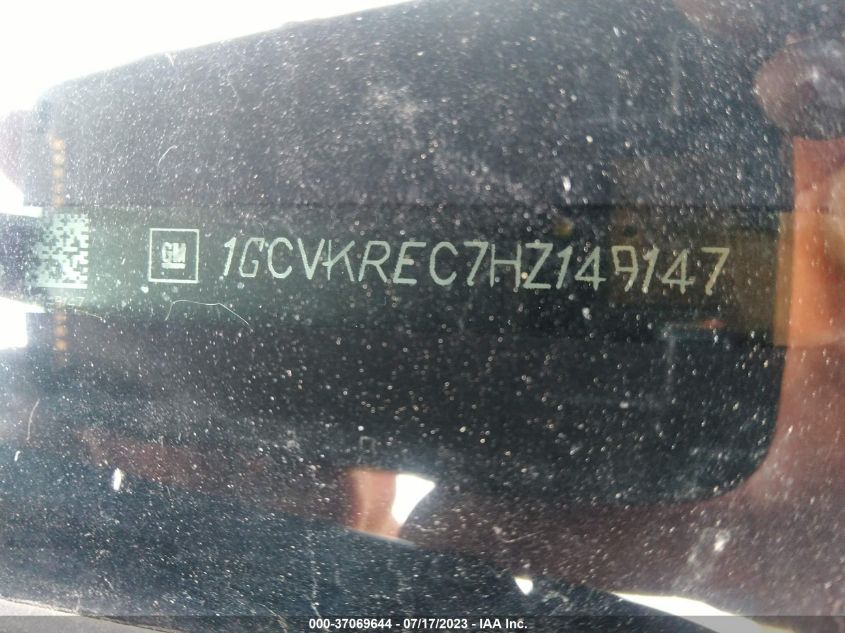 GM 1GCVKREC7HZ149147
000-37069644 / 07/17/2023 - IAA Inc.